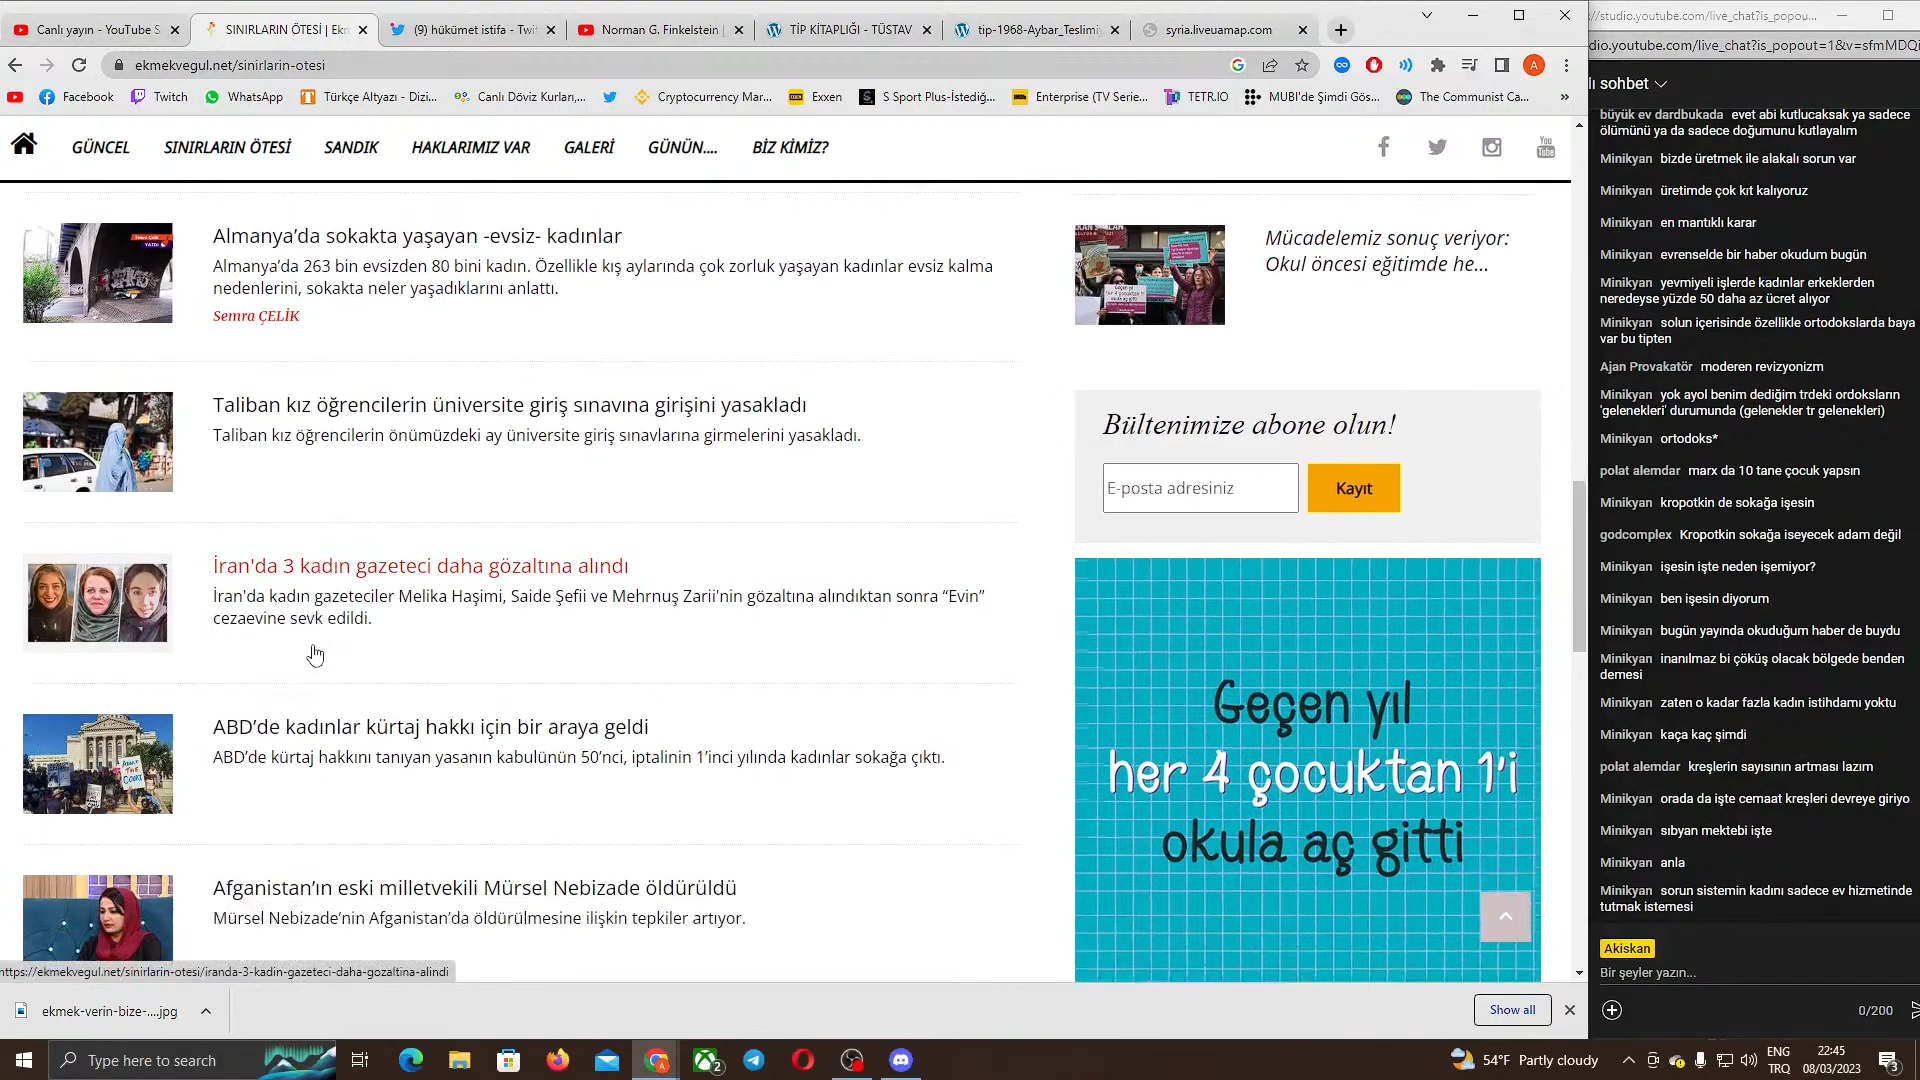 Canlı yayın - YouTube S
SINIRLARIN ÖTESİ | Ekm
(9) hükümet istifa - Twi
Norman G. Finkelstein |
TİP KİTAPLIĞI - TÜSTAV
tip-1968-Aybar_Teslimiy
syria.liveuamap.com
ekmekvegul.net/sinirlarin-otesi
Facebook
Twitch
WhatsApp
Türkçe Altyazı - Dizi...
Canlı Döviz Kurları,...
Cryptocurrency Mar...
Exxen
S Sport Plus-İstediğ...
Enterprise (TV Serie...
TETR.IO
MUBI'de Şimdi Gös...
The Communist Ca...
GÜNCEL
SINIRLARIN ÖTESİ
SANDIK
HAKLARIMIZ VAR
GALERİ
GÜNÜN....
BİZ KİMİZ?
Almanya’da sokakta yaşayan -evsiz- kadınlar
Almanya’da 263 bin evsizden 80 bini kadın. Özellikle kış aylarında çok zorluk yaşayan kadınlar evsiz kalma
nedenlerini, sokakta neler yaşadıklarını anlattı.
Semra ÇELİK
Taliban kız öğrencilerin üniversite giriş sınavına girişini yasakladı
Taliban kız öğrencilerin önümüzdeki ay üniversite giriş sınavlarına girmelerini yasakladı.
İran'da 3 kadın gazeteci daha gözaltına alındı
İran'da kadın gazeteciler Melika Haşimi, Saide Şefii ve Mehrnuş Zarii'nin gözaltına alındıktan sonra “Evin”
cezaevine sevk edildi.
ABD’de kadınlar kürtaj hakkı için bir araya geldi
ABD’de kürtaj hakkını tanıyan yasanın kabulünün 50’nci, iptalinin 1’inci yılında kadınlar sokağa çıktı.
Afganistan’ın eski milletvekili Mürsel Nebizade öldürüldü
Mürsel Nebizade’nin Afganistan’da öldürülmesine ilişkin tepkiler artıyor.
Mücadelemiz sonuç veriyor:
Okul öncesi eğitimde he...
Bültenimize abone olun!
E-posta adresiniz
Kayıt
Geçen yıl
her 4 çocuktan 1'i
okula aç gitti
https://ekmekvegul.net/sinirlarin-otesi/iranda-3-kadin-gazeteci-daha-gozaltina-alindi
ekmek-verin-bize-....jpg
Show all
Type here to search
54°F Partly cloudy
ENG
TRQ
22:45
08/03/2023
//studio.youtube.com/live_chat?is_popou...
dio.youtube.com/live_chat?is_popout=1&v=sfmMDQi
lı sohbet
büyük ev dardbukada evet abi kutlucaksak ya sadece
ölümünü ya da sadece doğumunu kutlayalım
Minikyan bizde üretmek ile alakalı sorun var
Minikyan üretimde çok kıt kalıyoruz
Minikyan en mantıklı karar
Minikyan evrenselde bir haber okudum bugün
Minikyan yevmiyeli işlerde kadınlar erkeklerden
neredeyse yüzde 50 daha az ücret alıyor
Minikyan solun içerisinde özellikle ortodokslarda baya
var bu tipten
Ajan Provakatör moderen revizyonizm
Minikyan yok ayol benim dediğim trdeki ordoksların
'gelenekleri' durumunda (gelenekler tr gelenekleri)
Minikyan ortodoks*
polat alemdar marx da 10 tane çocuk yapsın
Minikyan kropotkin de sokağa işesin
godcomplex Kropotkin sokağa iseyecek adam değil
Minikyan işesin işte neden işemiyor?
Minikyan ben işesin diyorum
Minikyan bugün yayında okuduğum haber de buydu
Minikyan inanılmaz bi çöküş olacak bölgede benden
demesi
Minikyan zaten o kadar fazla kadın istihdamı yoktu
Minikyan kaça kaç şimdi
polat alemdar kreşlerin sayısının artması lazım
Minikyan orada da işte cemaat kreşleri devreye giriyo
Minikyan sıbyan mektebi işte
Minikyan anla
Minikyan sorun sistemin kadını sadece ev hizmetinde
tutmak istemesi
Akiskan
Bir şeyler yazın...
0/200